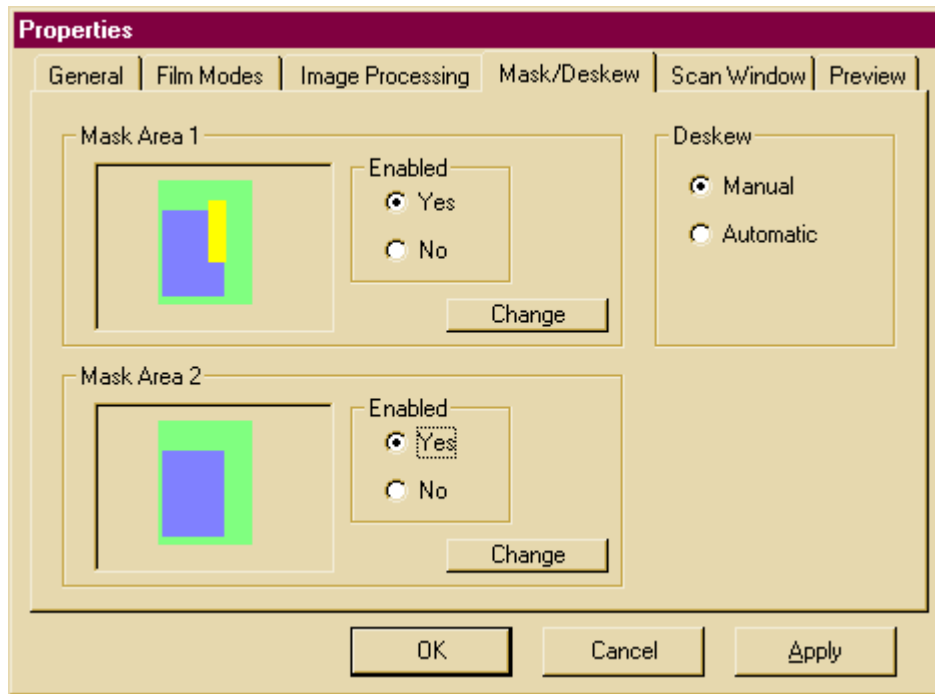 Properties
General Film Modes Image Processing Mask/Deskew Scan Window Preview
Mask Area 1
Enabled
Yes
No
Change
Deskew
Manual
Automatic
Mask Area 2
Enabled
Yes
No
Change
OK Cancel Apply